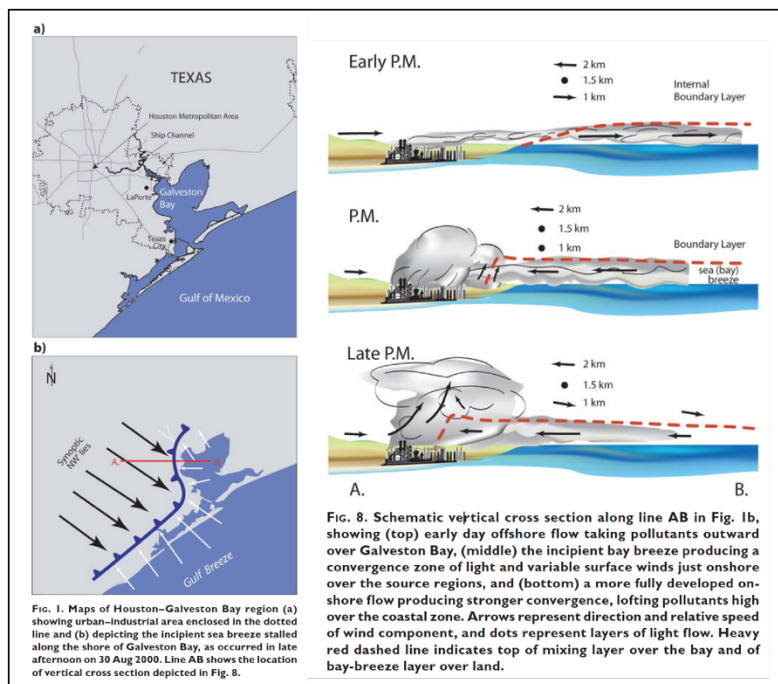 a)
TEXAS
Houston Metropolitan Area
Ship Channel
LaPorte
Galveston
Bay
Texas
City
Gulf of Mexico
b)
N
Synoptic
NW'lies
A.
B.
Gulf Breeze
FIG. 1. Maps of Houston–Galveston Bay region (a)
showing urban–industrial area enclosed in the dotted
line and (b) depicting the incipient sea breeze stalled
along the shore of Galveston Bay, as occurred in late
afternoon on 30 Aug 2000. Line AB shows the location
of vertical cross section depicted in Fig. 8.
Early P.M.
2 km
1.5 km
1 km
Internal
Boundary Layer
P.M.
2 km
1.5 km
1 km
Boundary Layer
sea (bay)
breeze
Late P.M.
2 km
1.5 km
1 km
A.
B.
FIG. 8. Schematic vertical cross section along line AB in Fig. 1b,
showing (top) early day offshore flow taking pollutants outward
over Galveston Bay, (middle) the incipient bay breeze producing a
convergence zone of light and variable surface winds just onshore
over the source regions, and (bottom) a more fully developed on-
shore flow producing stronger convergence, lofting pollutants high
over the coastal zone. Arrows represent direction and relative speed
of wind component, and dots represent layers of light flow. Heavy
red dashed line indicates top of mixing layer over the bay and of
bay-breeze layer over land.